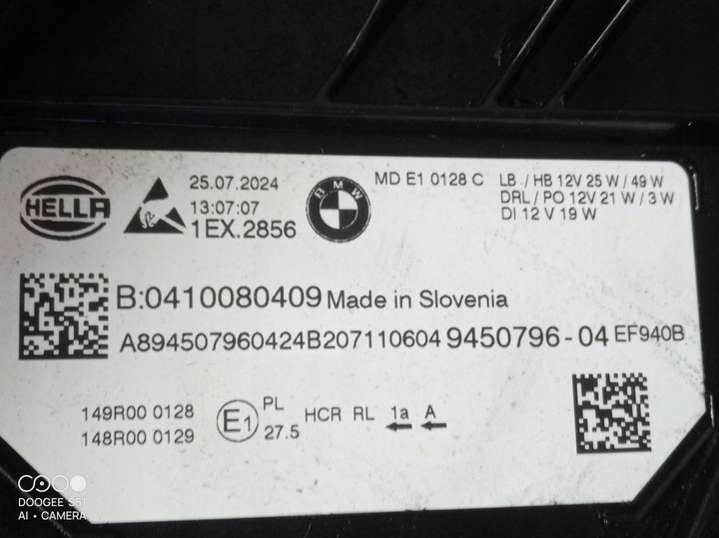 HELLA
25.07.2024
13:07:07
1EX.2856
BMW
MD E1 0128 C
LB / HB 12V 25 W / 49 W
DRL / PO 12V 21 W / 3 W
DI 12 V 19 W
B:0410080409 Made in Slovenia
A894507960424B207110604 9450796-04 EF940B
149R00 0128
148R00 0129
E1
PL
27.5
HCR RL 1a A
DOOGEE S51
AI • CAMERA